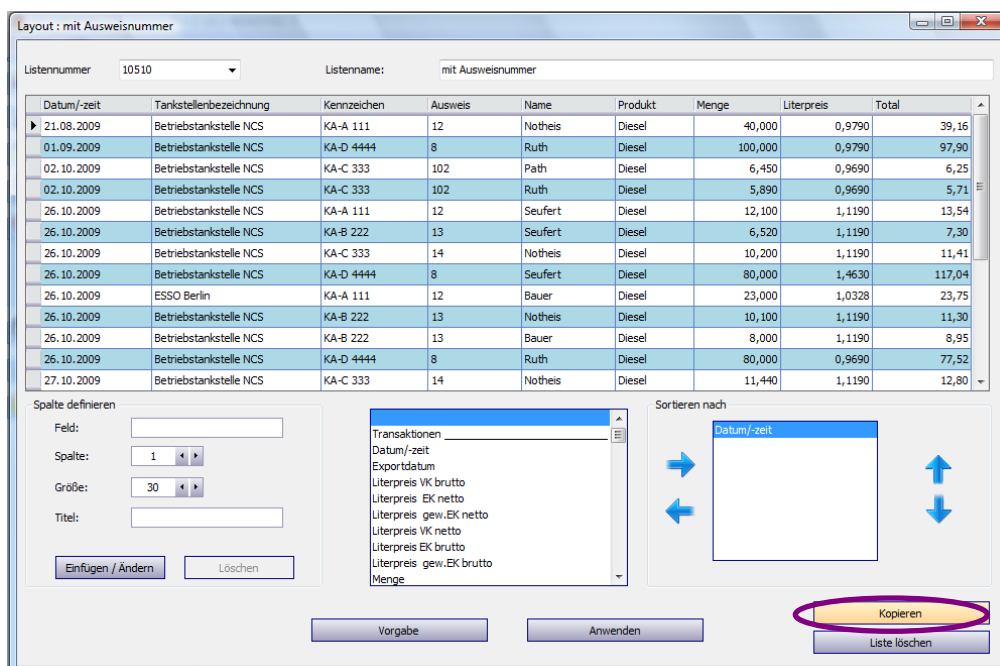 Layout : mit Ausweisnummer
Listennummer 10510 Listenname: mit Ausweisnummer
Datum/-zeit Tankstellenbezeichnung Kennzeichen Ausweis Name Produkt Menge Literpreis Total
21.08.2009 Betriebstankstelle NCS KA-A 111 12 Notheis Diesel 40,000 0,9790 39,16
01.09.2009 Betriebstankstelle NCS KA-D 4444 8 Ruth Diesel 100,000 0,9790 97,90
02.10.2009 Betriebstankstelle NCS KA-C 333 102 Path Diesel 6,450 0,9690 6,25
02.10.2009 Betriebstankstelle NCS KA-C 333 102 Ruth Diesel 5,890 0,9690 5,71
26.10.2009 Betriebstankstelle NCS KA-A 111 12 Seufert Diesel 12,100 1,1190 13,54
26.10.2009 Betriebstankstelle NCS KA-B 222 13 Seufert Diesel 6,520 1,1190 7,30
26.10.2009 Betriebstankstelle NCS KA-C 333 14 Notheis Diesel 10,200 1,1190 11,41
26.10.2009 Betriebstankstelle NCS KA-D 4444 8 Seufert Diesel 80,000 1,4630 117,04
26.10.2009 ESSO Berlin KA-A 111 12 Bauer Diesel 23,000 1,0328 23,75
26.10.2009 Betriebstankstelle NCS KA-B 222 13 Notheis Diesel 10,100 1,1190 11,30
26.10.2009 Betriebstankstelle NCS KA-B 222 13 Bauer Diesel 8,000 1,1190 8,95
26.10.2009 Betriebstankstelle NCS KA-D 4444 8 Ruth Diesel 80,000 0,9690 77,52
27.10.2009 Betriebstankstelle NCS KA-C 333 14 Notheis Diesel 11,440 1,1190 12,80
Spalte definieren
Feld:
Spalte: 1
Größe: 30
Titel:
Einfügen / Ändern Löschen
Transaktionen
Datum/-zeit
Exportdatum
Literpreis VK brutto
Literpreis EK netto
Literpreis gew.EK netto
Literpreis VK netto
Literpreis EK brutto
Literpreis gew.EK brutto
Menge
Sortieren nach
Datum/-zeit
Kopieren
Vorgabe Anwenden
Liste löschen